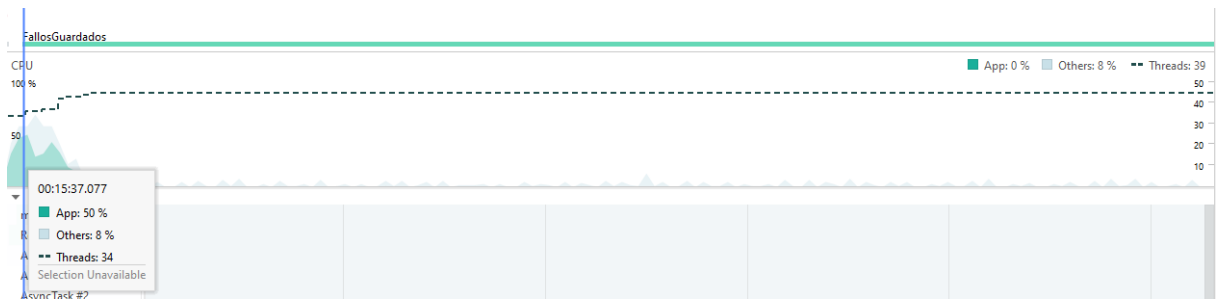 FallosGuardados
CPU App: 0 % Others: 8 % Threads: 39
100 % 50
40
50 30
20
10
00:15:37.077
App: 50 %
Others: 8 %
Threads: 34
Selection Unavailable
AsyncTask #2